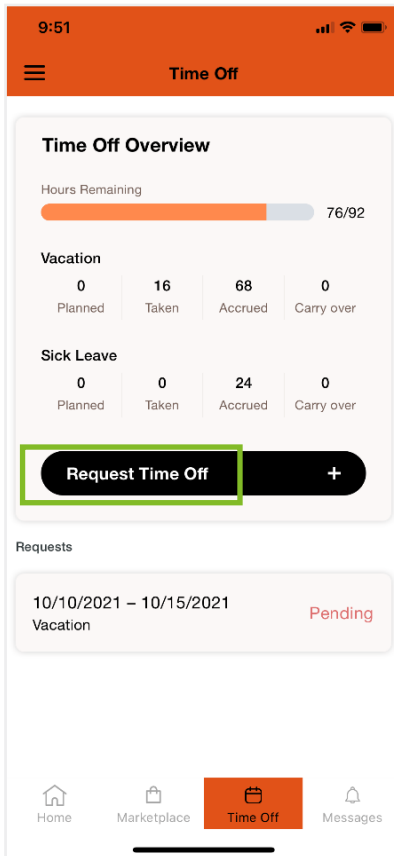 9:51
Time Off
Time Off Overview
Hours Remaining
76/92
Vacation
0 16 68 0
Planned Taken Accrued Carry over
Sick Leave
0 0 24 0
Planned Taken Accrued Carry over
Request Time Off +
Requests
10/10/2021 – 10/15/2021
Vacation
Pending
Home Marketplace Time Off Messages